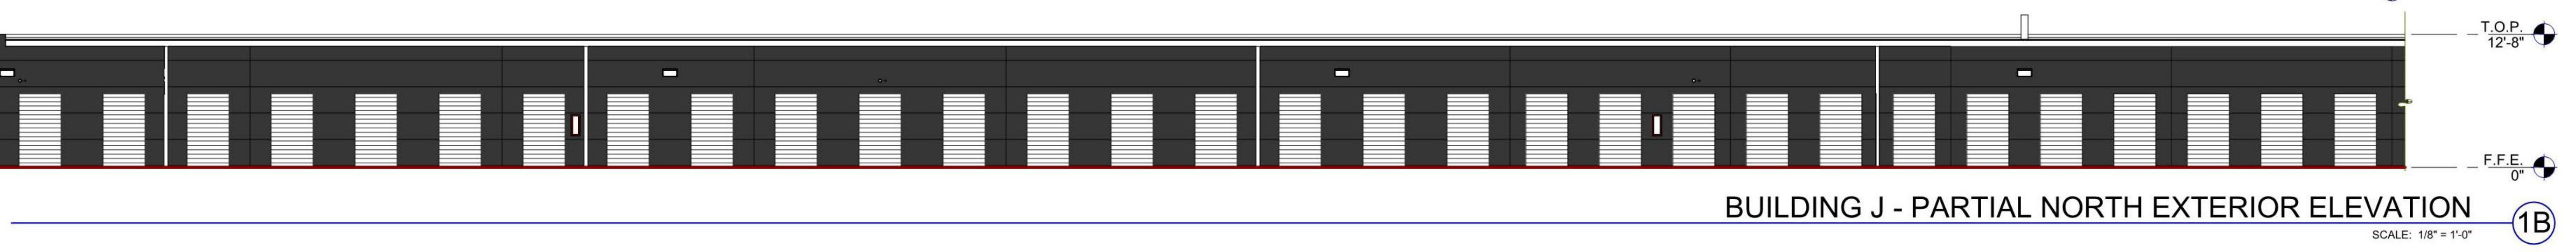 T.O.P.
12'-8"
F.F.E.
0"
BUILDING J - PARTIAL NORTH EXTERIOR ELEVATION
1B
SCALE: 1/8" = 1'-0"